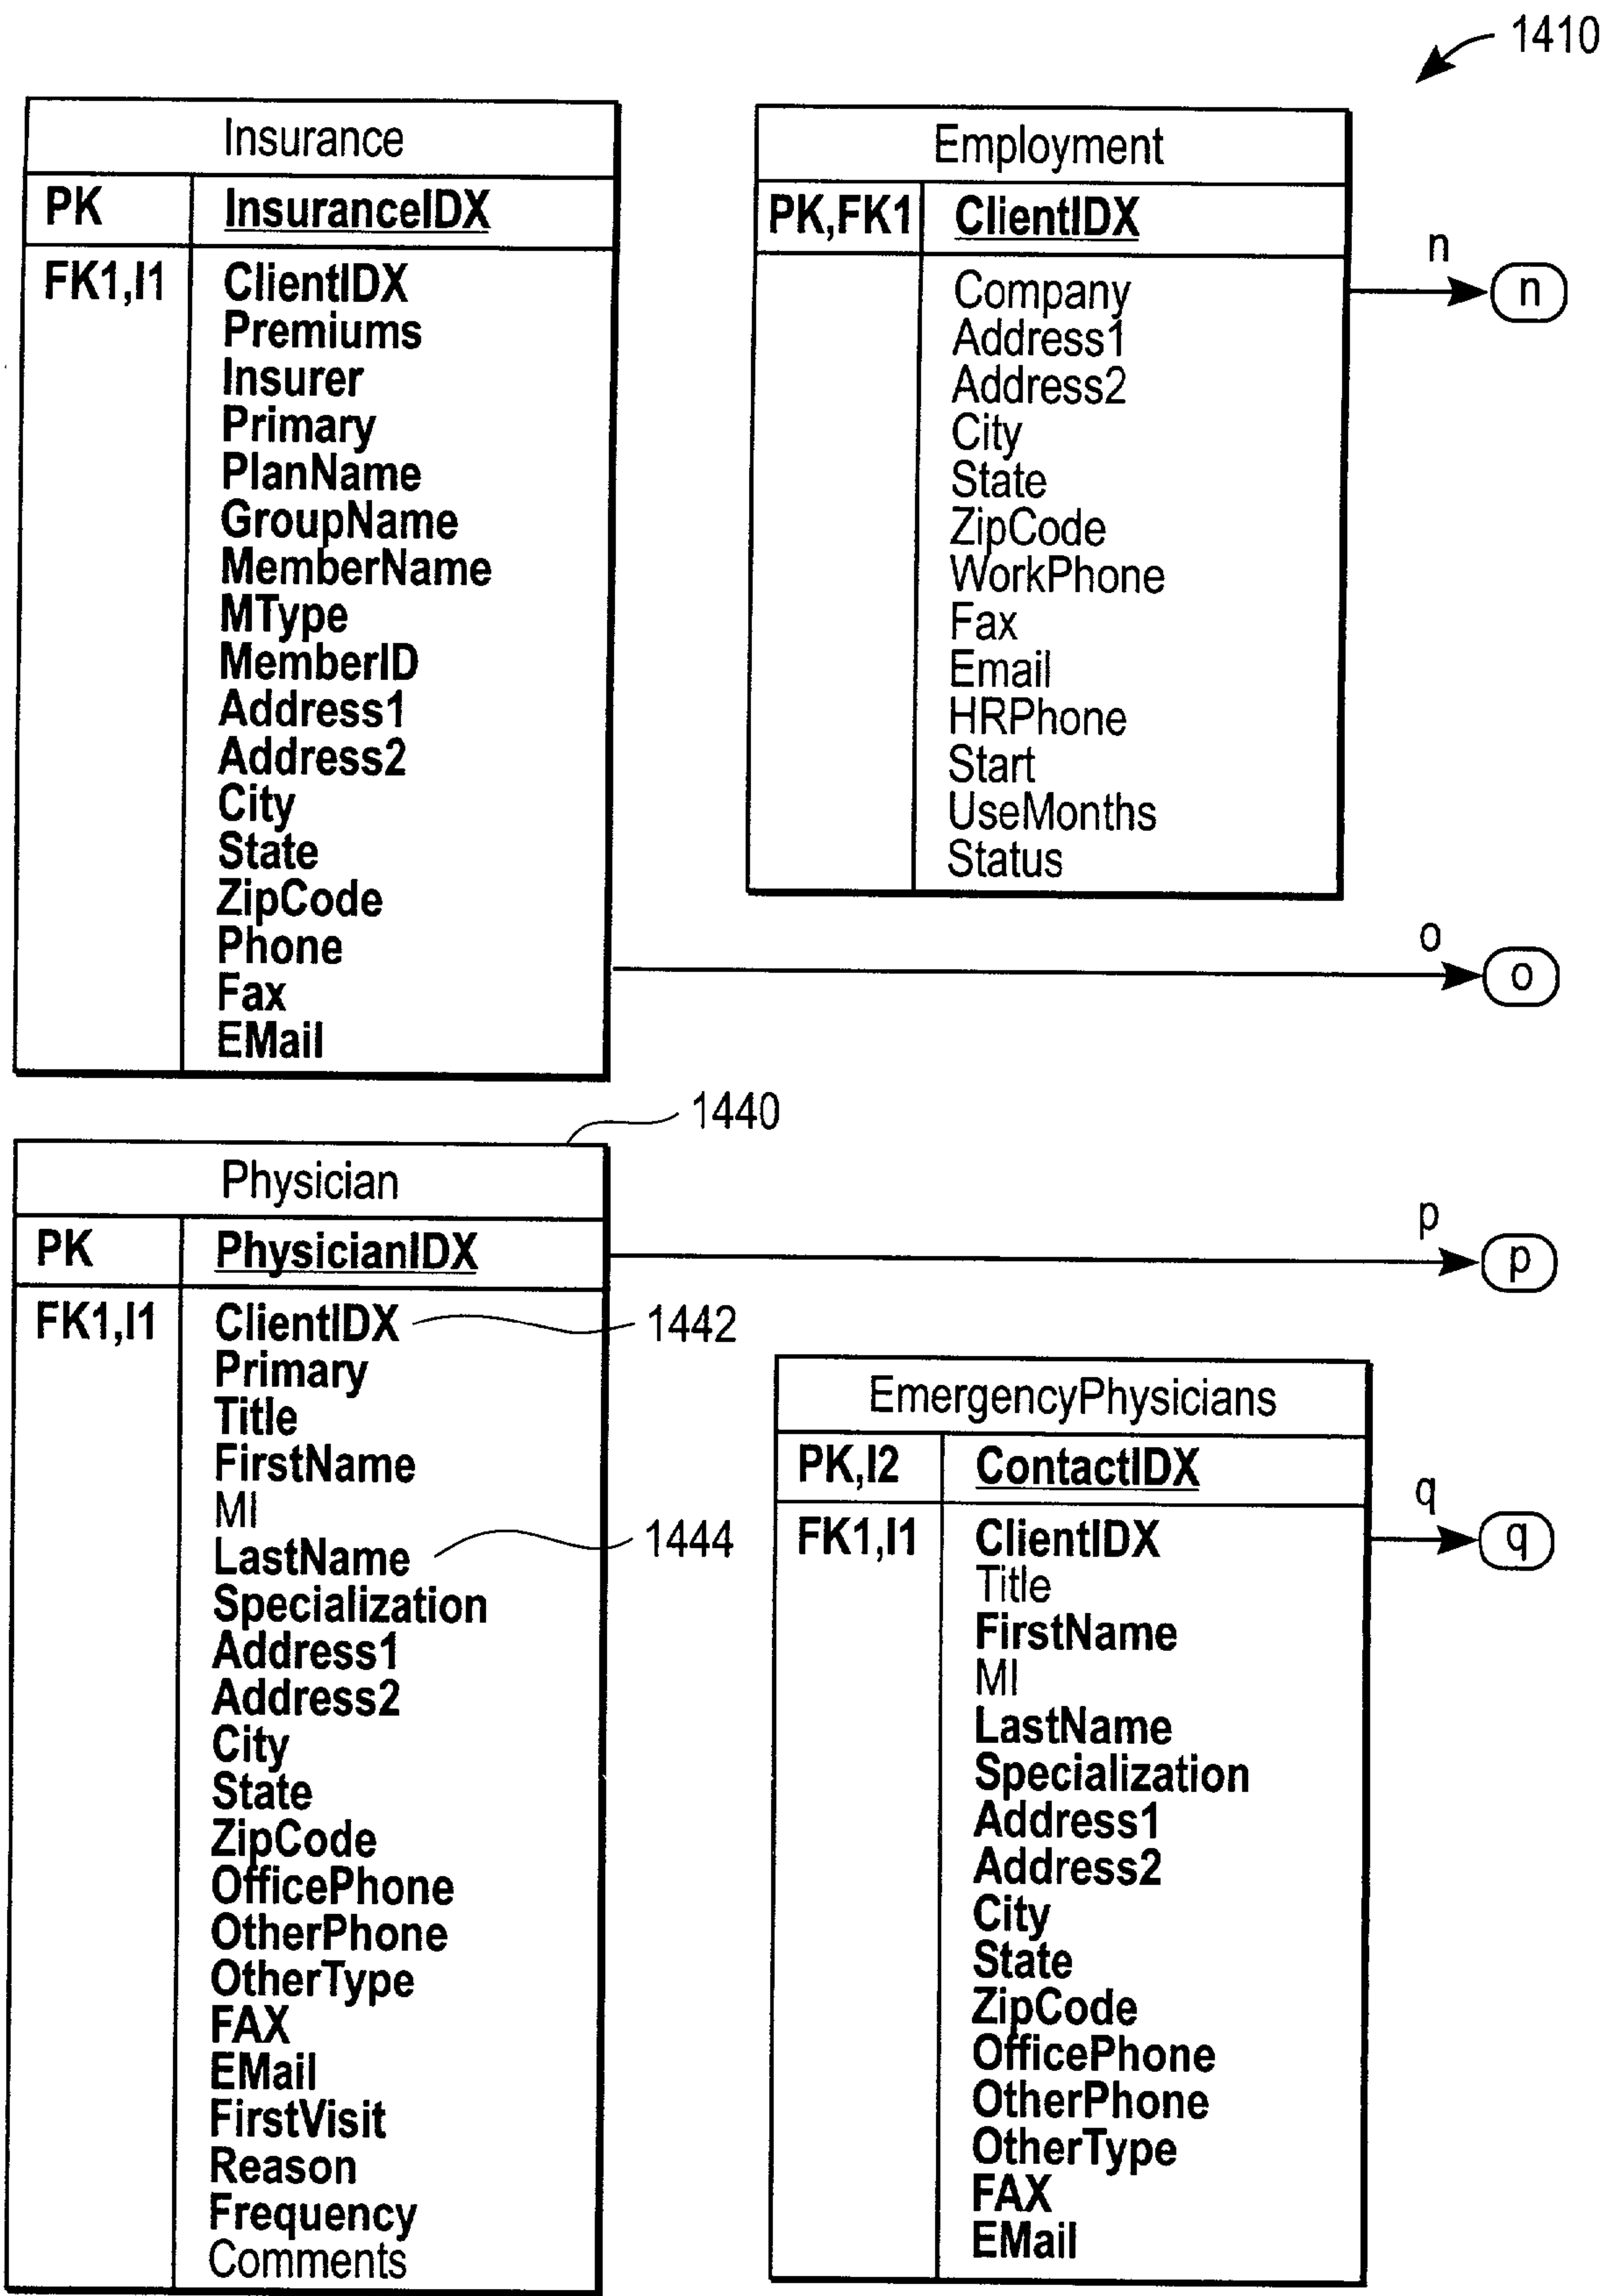 1410
Insurance
PK InsuranceIDX
FK1,I1 ClientIDX
Premiums
Insurer
Primary
PlanName
GroupName
MemberName
MType
MemberID
Address1
Address2
City
State
ZipCode
Phone
Fax
EMail
Employment
PK,FK1 ClientIDX
Company
Address1
Address2
City
State
ZipCode
WorkPhone
Fax
Email
HRPhone
Start
UseMonths
Status
n
n
o
o
1440
Physician
PK PhysicianIDX
FK1,I1 ClientIDX
Primary
Title
FirstName
MI
LastName
Specialization
Address1
Address2
City
State
ZipCode
OfficePhone
OtherPhone
OtherType
FAX
EMail
FirstVisit
Reason
Frequency
Comments
1442
1444
p
p
EmergencyPhysicians
PK,I2 ContactIDX
FK1,I1 ClientIDX
Title
FirstName
MI
LastName
Specialization
Address1
Address2
City
State
ZipCode
OfficePhone
OtherPhone
OtherType
FAX
EMail
q
q